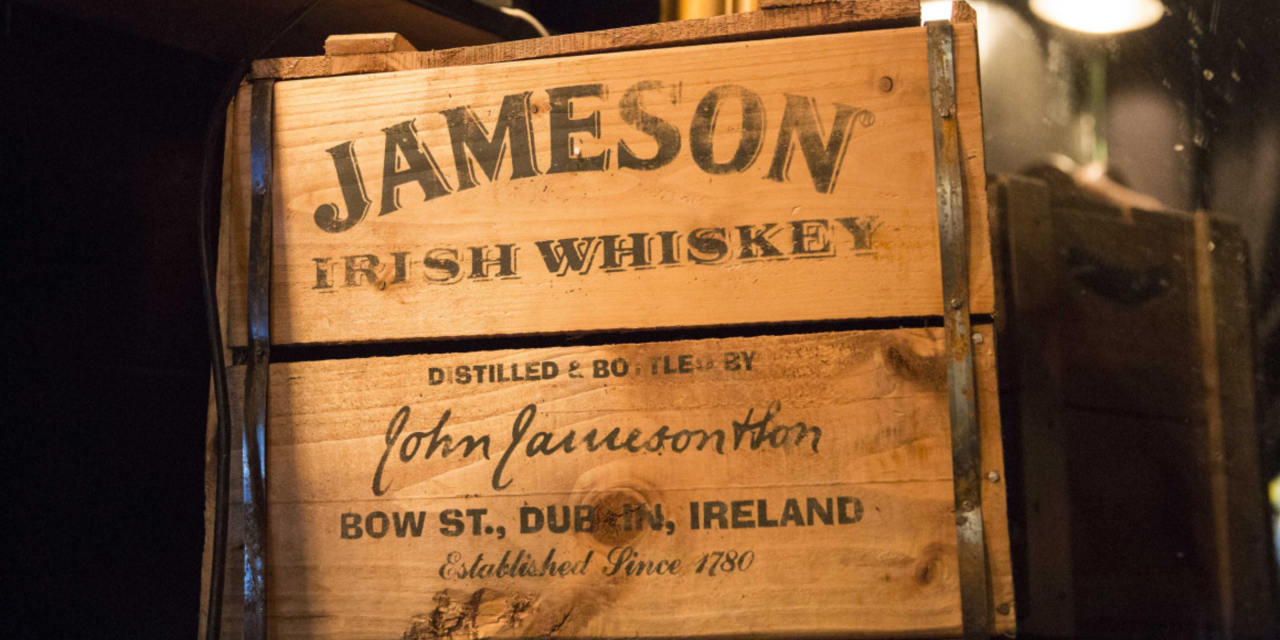 JAMESON
IRISH WHISKEY
DISTILLED & BOTTLED BY
John Jameson & Son
BOW ST., DUBLIN, IRELAND
Established Since 1780